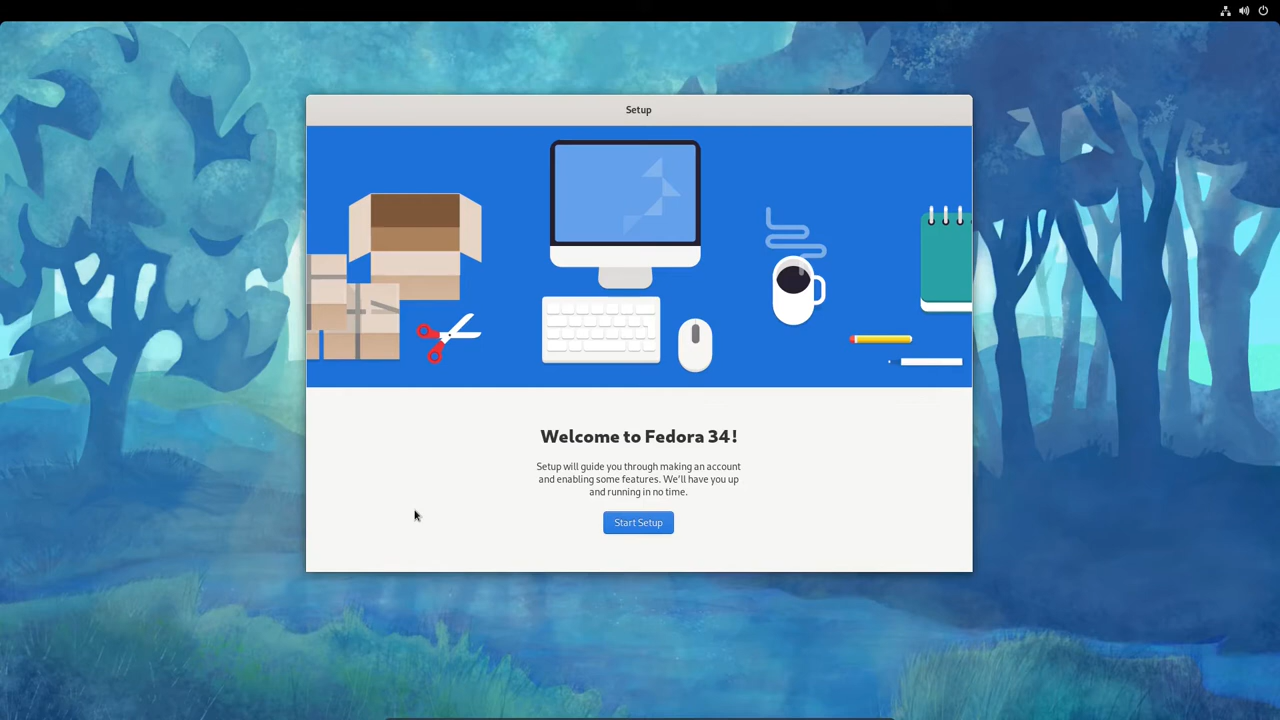 Setup
Welcome to Fedora 34!
Setup will guide you through making an account
and enabling some features. We'll have you up
and running in no time.
Start Setup